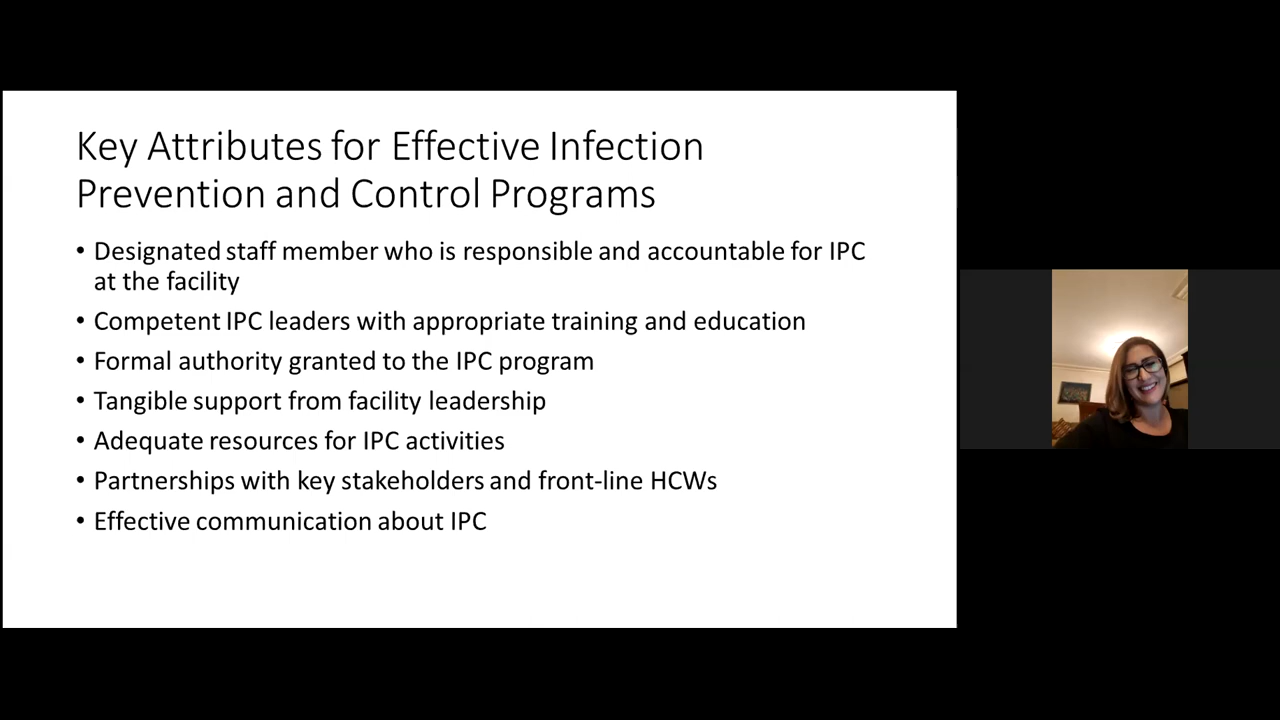 Key Attributes for Effective Infection
Prevention and Control Programs
• Designated staff member who is responsible and accountable for IPC
at the facility
• Competent IPC leaders with appropriate training and education
• Formal authority granted to the IPC program
• Tangible support from facility leadership
• Adequate resources for IPC activities
• Partnerships with key stakeholders and front-line HCWs
• Effective communication about IPC